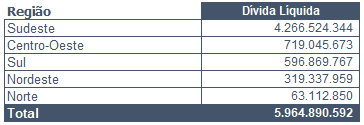 Região Dívida Líquida
Sudeste 4.266.524.344
Centro-Oeste 719.045.673
Sul 596.869.767
Nordeste 319.337.959
Norte 63.112.850
Total 5.964.890.592